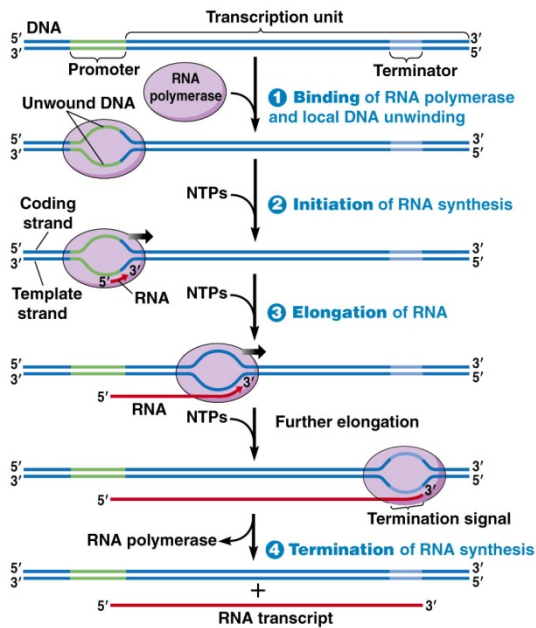 Transcription unit
DNA
5′ 3′
3′ 5′
Promoter
Terminator
RNA
polymerase
1 Binding of RNA polymerase
and local DNA unwinding
Unwound DNA
5′ 3′
3′ 5′
NTPs
2 Initiation of RNA synthesis
Coding
strand
5′ 3′
3′ 5′
5′ 3′
Template
strand
RNA
NTPs
3 Elongation of RNA
5′ 3′
3′ 5′
3′
5′
RNA
NTPs
Further elongation
5′ 3′
3′ 5′
3′
5′
Termination signal
RNA polymerase
4 Termination of RNA synthesis
5′ 3′
3′ 5′
+
5′ 3′
RNA transcript